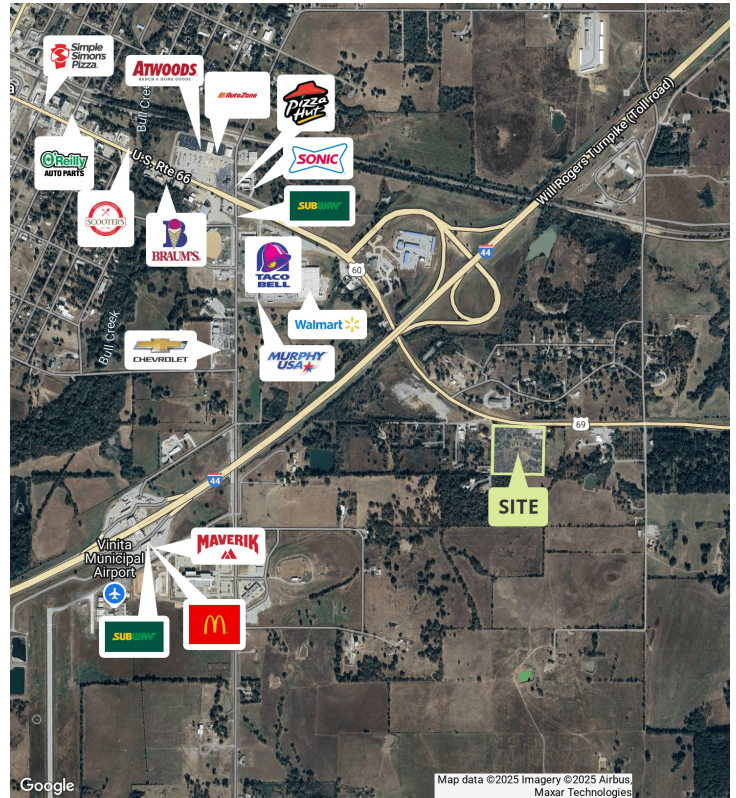 Simple
Simon's
Pizza.
ATWOODS
RANCH & HOME GOODS
AutoZone
Pizza
Hut
Bull Cree
a
O'Reilly
AUTO PARTS
U.S. Rte 66
SONIC
SCOOTER'S
B
BRAUM'S
SUBWAY
Will Rogers Turnpike (Tollroad)
44
60
TACO
BELL
Walmart
Bull Creek
CHEVROLET
MURPHY
USA
69
SITE
44
MAVERIK
Vinita
Municipal
Airport
SUBWAY
M
Google
Map data ©2025 Imagery ©2025 Airbus,
Maxar Technologies